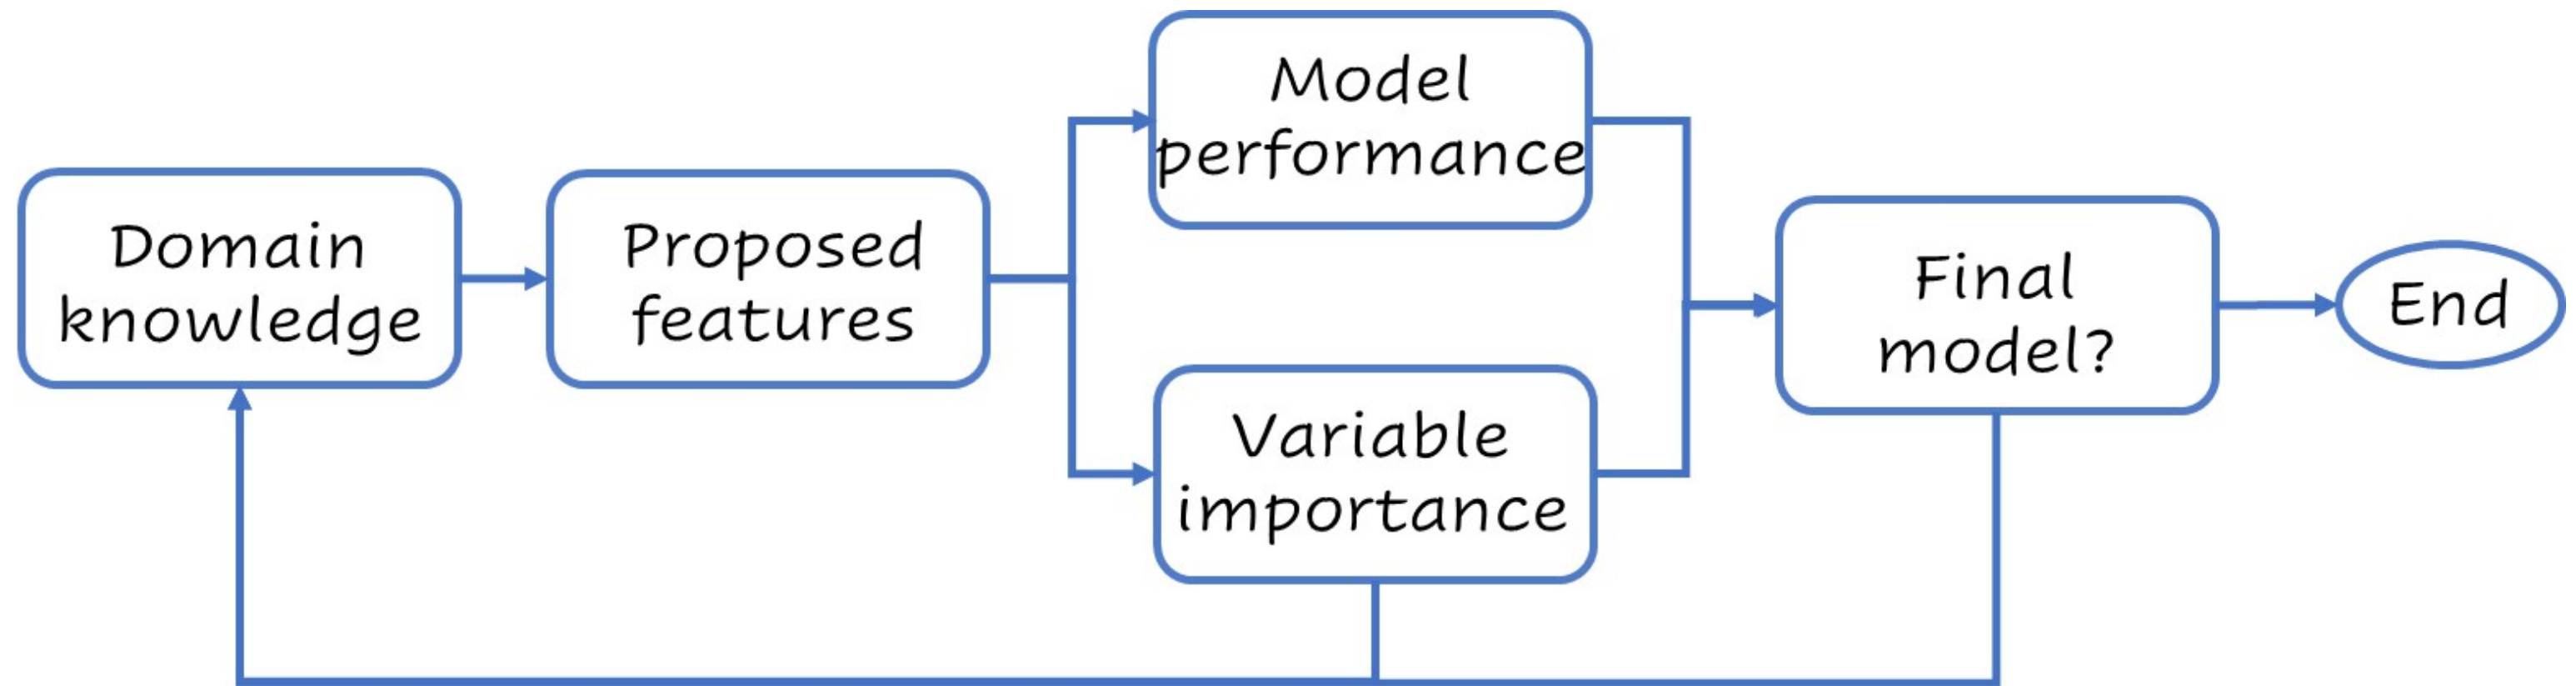 Domain
knowledge
Proposed
features
Model
performance
Variable
importance
Final
model?
End